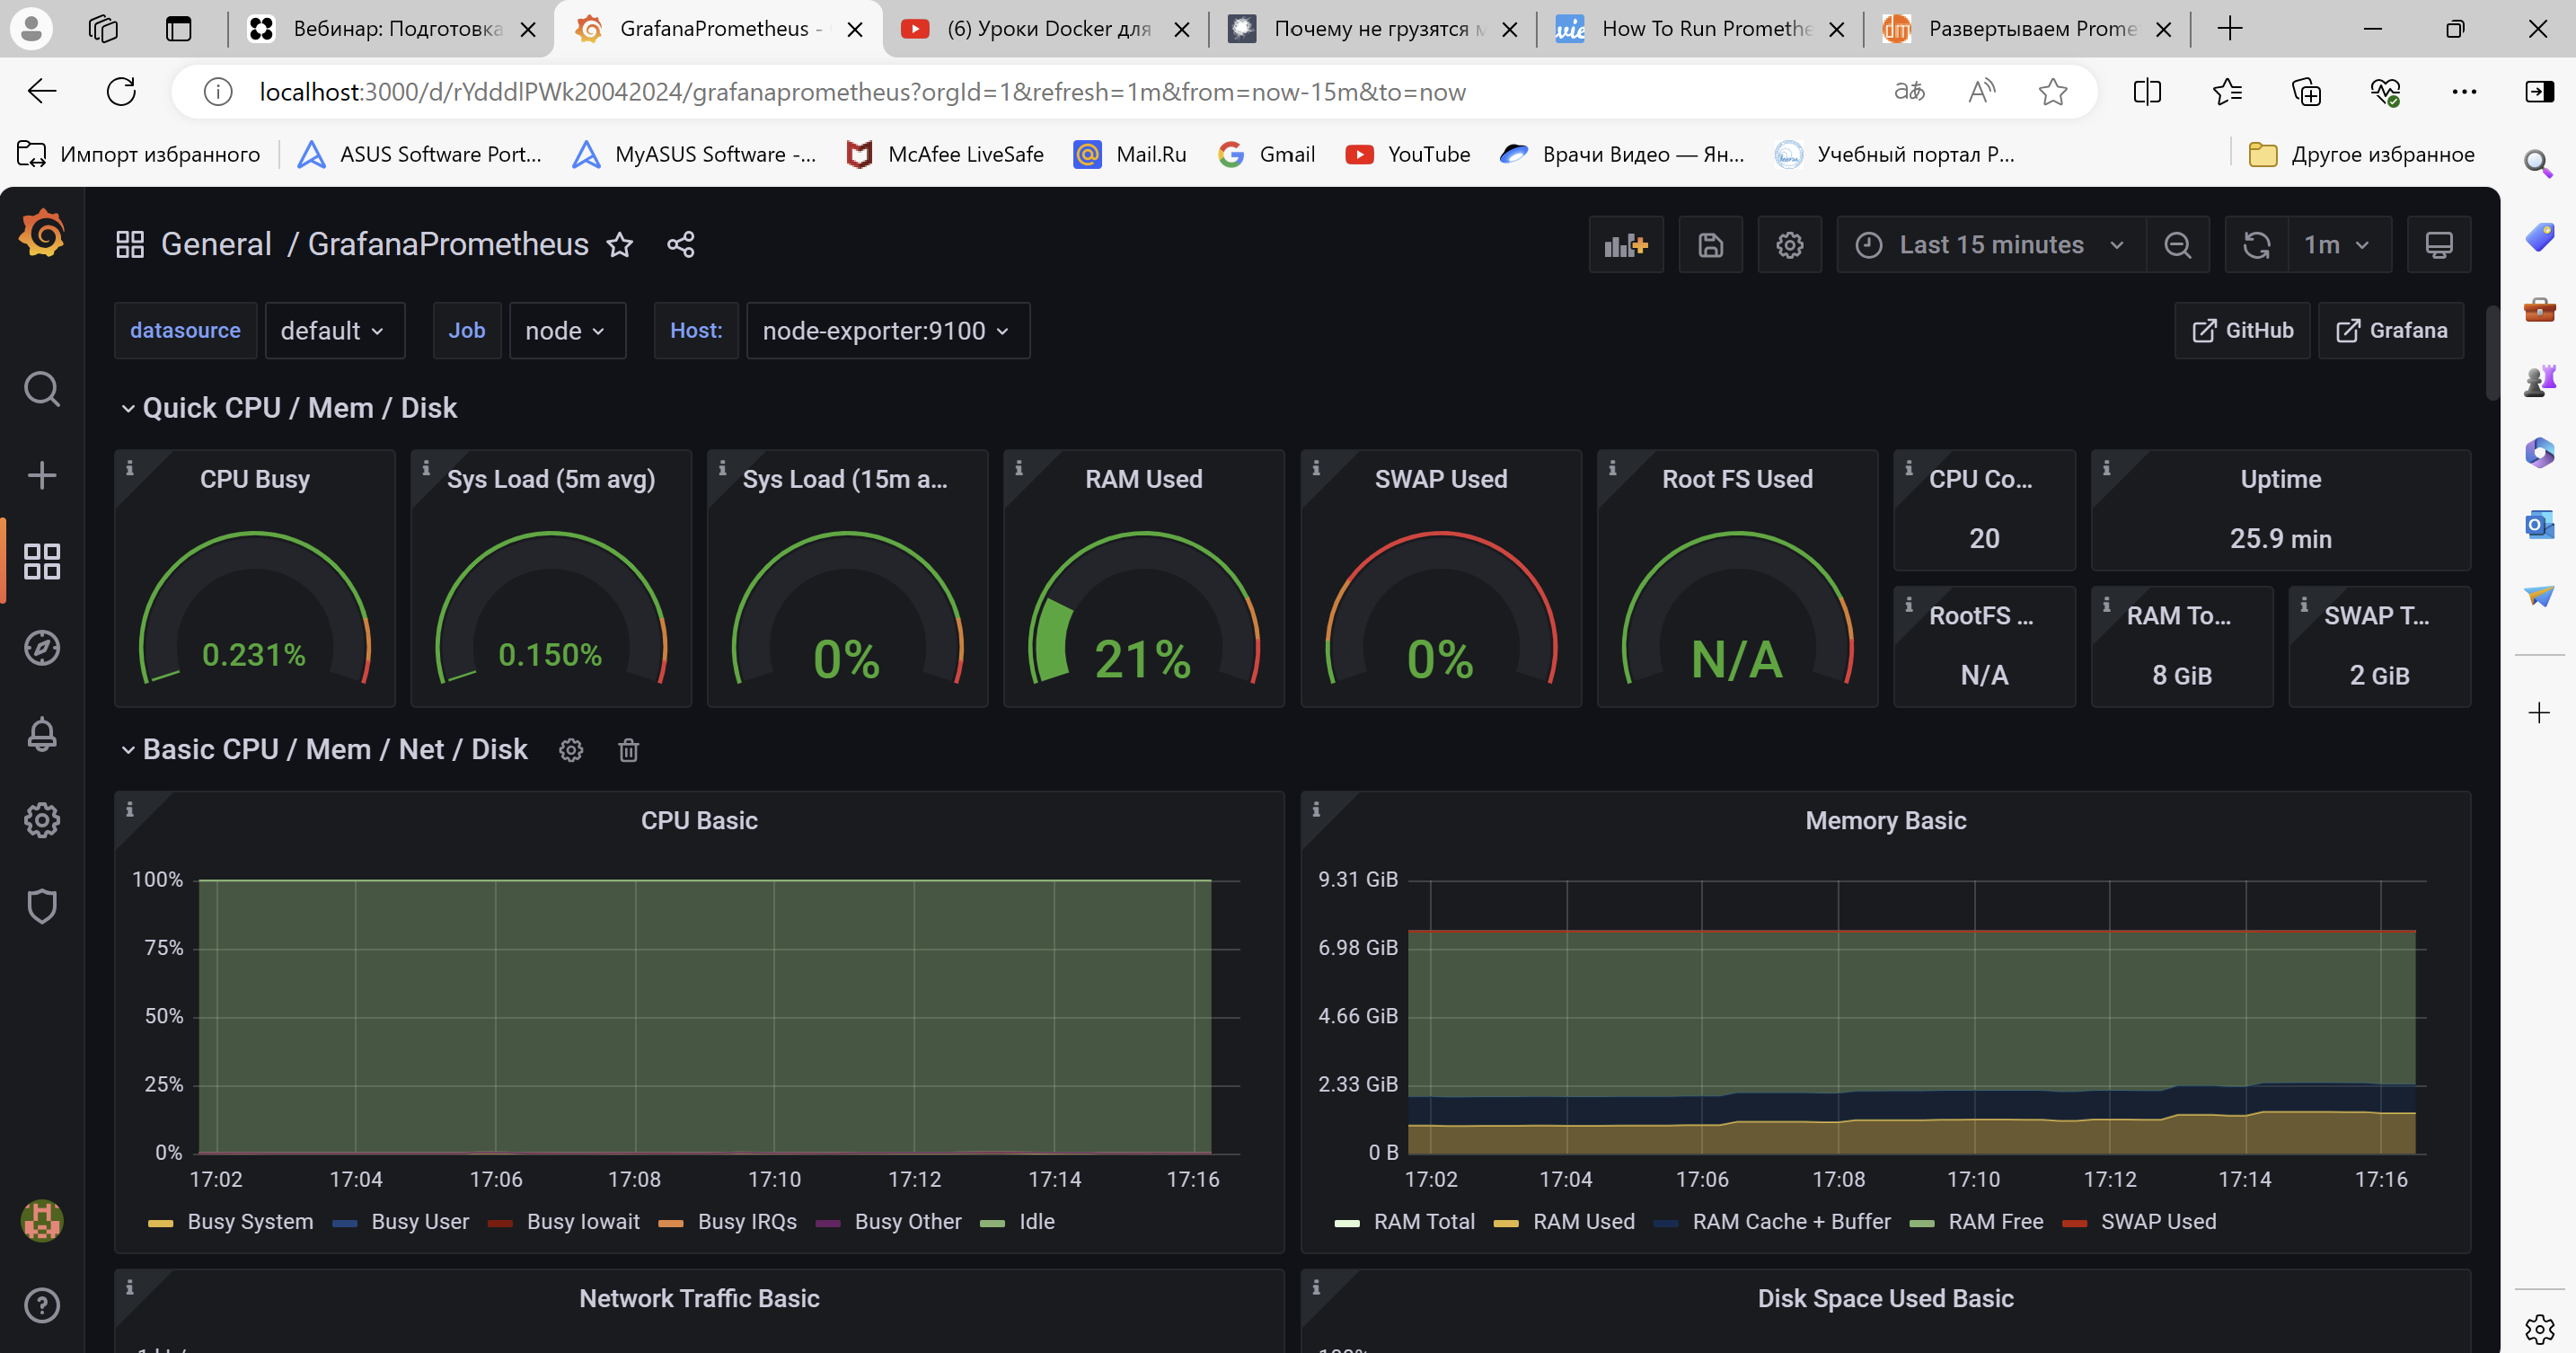 Вебинар: Подготовка
GrafanaPrometheus -
(6) Уроки Docker для
Почему не грузятся м
How To Run Promethe
Развертываем Prome
localhost:3000/d/rYdddlPWk20042024/grafanaprometheus?orgId=1&refresh=1m&from=now-15m&to=now
Импорт избранного
ASUS Software Port...
MyASUS Software -...
McAfee LiveSafe
Mail.Ru
Gmail
YouTube
Врачи Видео — Ян...
Учебный портал Р...
Другое избранное
General / GrafanaPrometheus
Last 15 minutes
1m
datasource default
Job node
Host: node-exporter:9100
GitHub
Grafana
Quick CPU / Mem / Disk
CPU Busy
0.231%
Sys Load (5m avg)
0.150%
Sys Load (15m a...
0%
RAM Used
21%
SWAP Used
0%
Root FS Used
N/A
CPU Co...
20
Uptime
25.9 min
RootFS ...
N/A
RAM To...
8 GiB
SWAP T...
2 GiB
Basic CPU / Mem / Net / Disk
CPU Basic
100%
75%
50%
25%
0%
17:02 17:04 17:06 17:08 17:10 17:12 17:14 17:16
Busy System Busy User Busy Iowait Busy IRQs Busy Other Idle
Memory Basic
9.31 GiB
6.98 GiB
4.66 GiB
2.33 GiB
0 B
17:02 17:04 17:06 17:08 17:10 17:12 17:14 17:16
RAM Total RAM Used RAM Cache + Buffer RAM Free SWAP Used
Network Traffic Basic
Disk Space Used Basic
100%